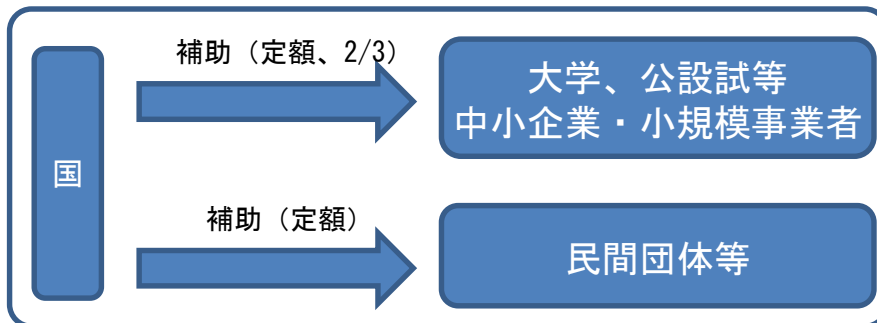 補助（定額、2/3）
大学、公設試等
中小企業・小規模事業者
国
補助（定額）
民間団体等